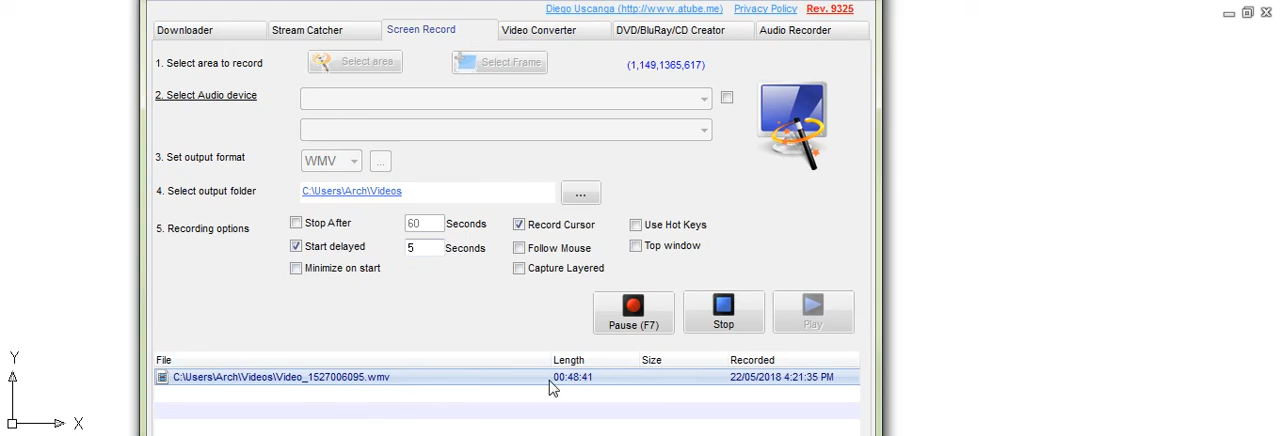 Diego Uscanga (http://www.atube.me) Privacy Policy Rev. 9325
Downloader Stream Catcher Screen Record Video Converter DVD/BluRay/CD Creator Audio Recorder
1. Select area to record Select area Select Frame (1,149,1365,617)
2. Select Audio device
3. Set output format WMV ...
4. Select output folder C:\Users\Arch\Videos ...
Stop After 60 Seconds Record Cursor Use Hot Keys
5. Recording options
Start delayed 5 Seconds Follow Mouse Top window
Minimize on start Capture Layered
Pause (F7) Stop Play
File Length Size Recorded
C:\Users\Arch\Videos\Video_1527006095.wmv 00:48:41 22/05/2018 4:21:35 PM
Y
X